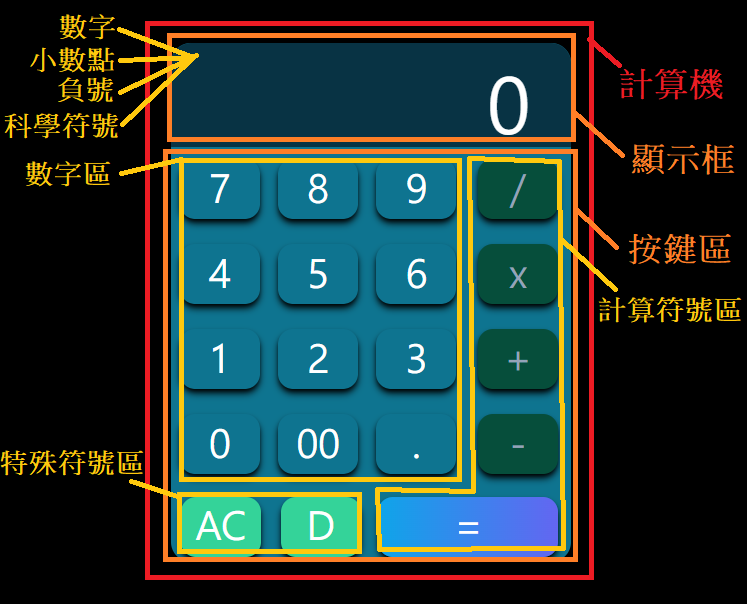 數字
小數點
負號
科學符號
數字區
特殊符號區
0
7 8 9 /
4 5 6 x
1 2 3 +
0 00 . -
AC D =
計算機
顯示框
按鍵區
計算符號區